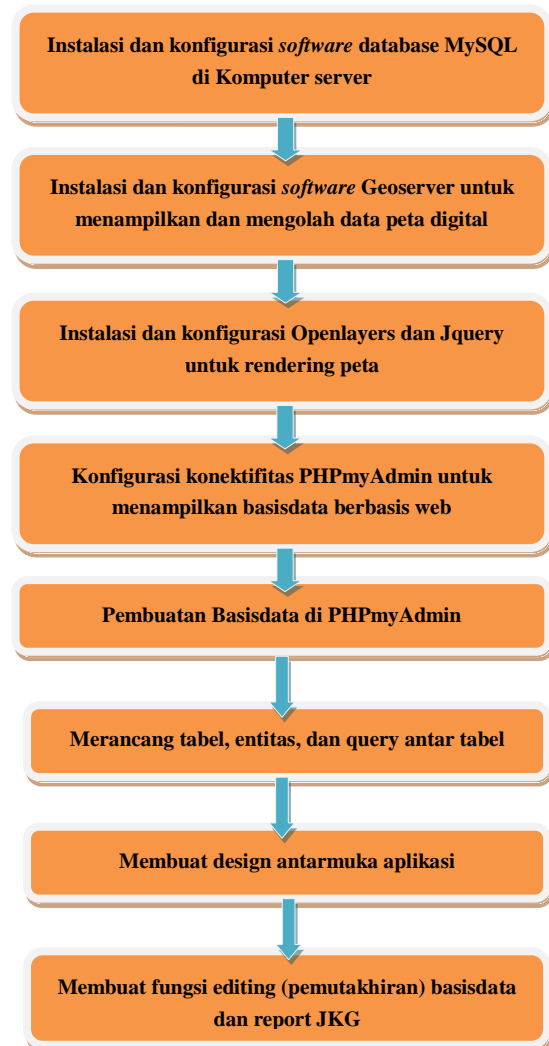 Instalasi dan konfigurasi software database MySQL
di Komputer server
Instalasi dan konfigurasi software Geoserver untuk
menampilkan dan mengolah data peta digital
Instalasi dan konfigurasi Openlayers dan Jquery
untuk rendering peta
Konfigurasi konektifitas PHPmyAdmin untuk
menampilkan basisdata berbasis web
Pembuatan Basisdata di PHPmyAdmin
Merancang tabel, entitas, dan query antar tabel
Membuat design antarmuka aplikasi
Membuat fungsi editing (pemutakhiran) basisdata
dan report JKG